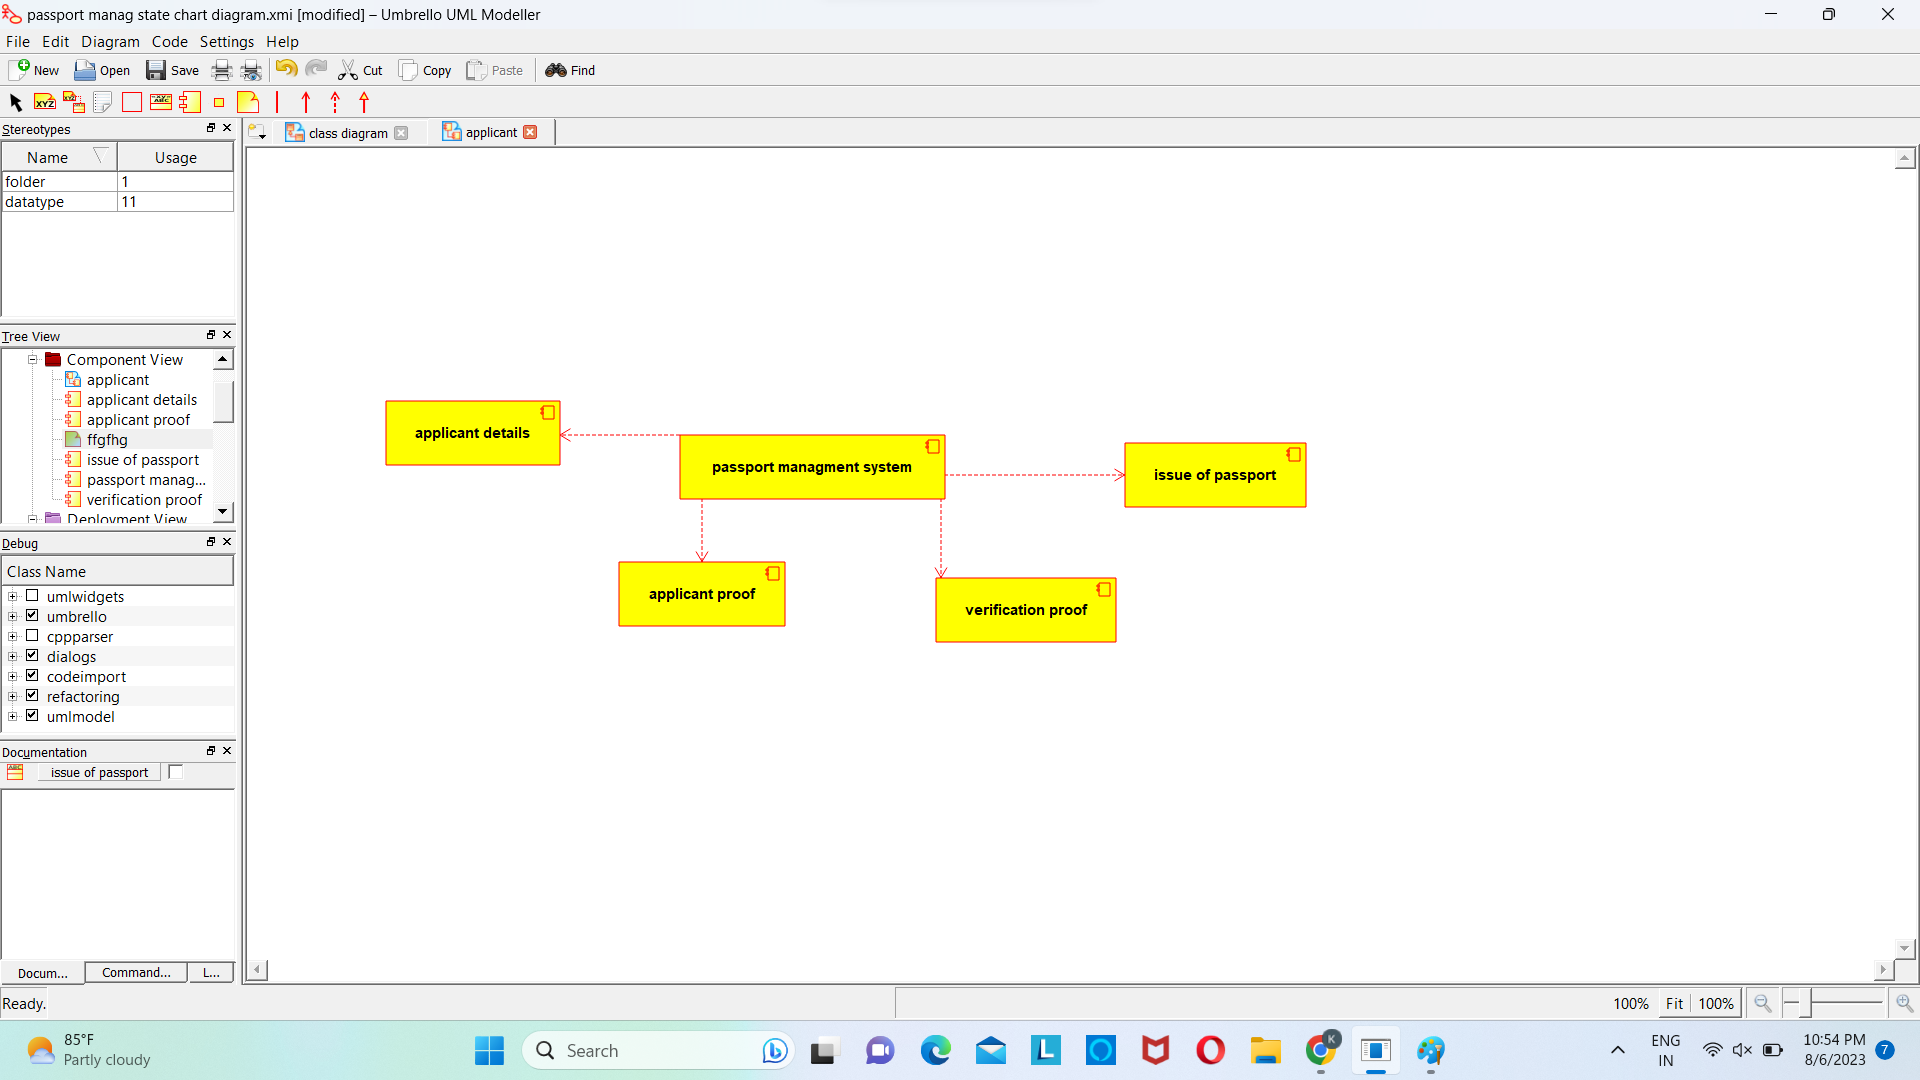 passport manag state chart diagram.xmi [modified] – Umbrello UML Modeller
File Edit Diagram Code Settings Help
New Open Save Cut Copy Paste Find
XYZ XYZ ABC
Stereotypes
class diagram applicant
Name Usage
folder 1
datatype 11
Tree View
Component View
applicant
applicant details
applicant proof
ffgfhg
issue of passport
passport manag...
verification proof
Deployment View
applicant details
passport managment system
issue of passport
applicant proof
verification proof
Debug
Class Name
umlwidgets
umbrello
cppparser
dialogs
codeimport
refactoring
umlmodel
Documentation
ABC issue of passport
Docum... Command... L...
Ready. 100% Fit 100%
85°F
Partly cloudy
Search
L
K
ENG
IN
10:54 PM
8/6/2023
7